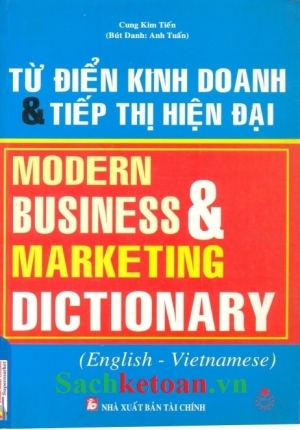 Cung Kim Tiến
(Bút Danh: Anh Tuấn)
TỪ ĐIỂN KINH DOANH
& TIẾP THỊ HIỆN ĐẠI
MODERN
BUSINESS &
MARKETING
DICTIONARY
(English - Vietnamese)
Sachketoan.vn
NHÀ XUẤT BẢN TÀI CHÍNH